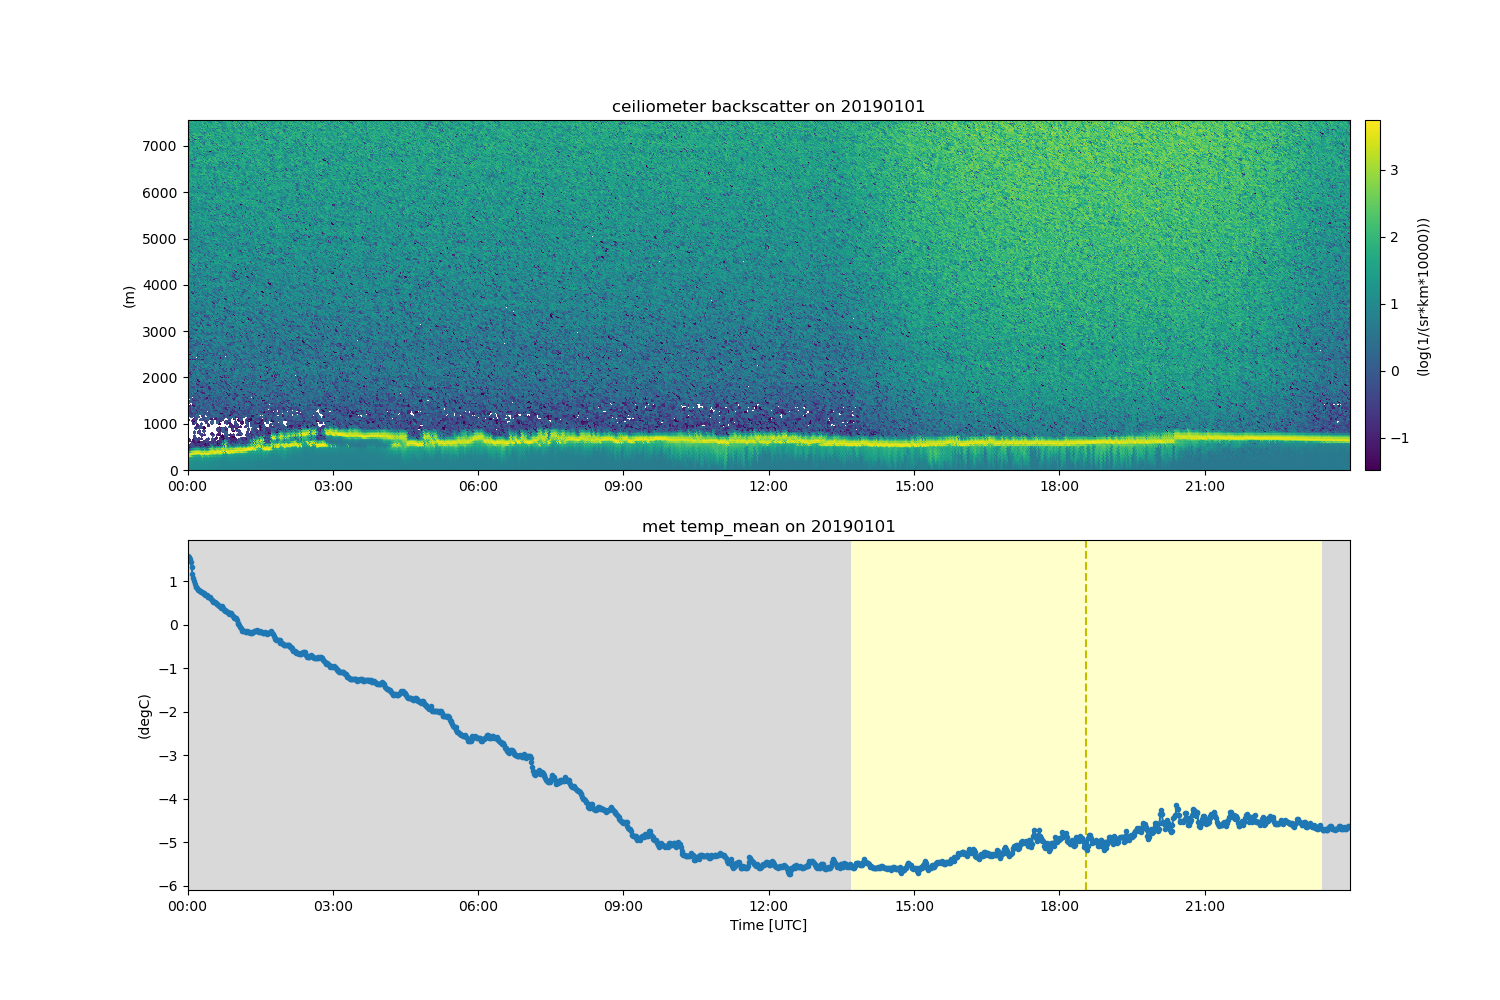 ceiliometer backscatter on 20190101
7000
6000
5000
4000
3000
2000
1000
0
(m)
00:00 03:00 06:00 09:00 12:00 15:00 18:00 21:00
3
2
1
0
−1
(log(1/(sr*km*10000)))
met temp_mean on 20190101
1
0
−1
−2
−3
−4
−5
−6
(degC)
00:00 03:00 06:00 09:00 12:00 15:00 18:00 21:00
Time [UTC]